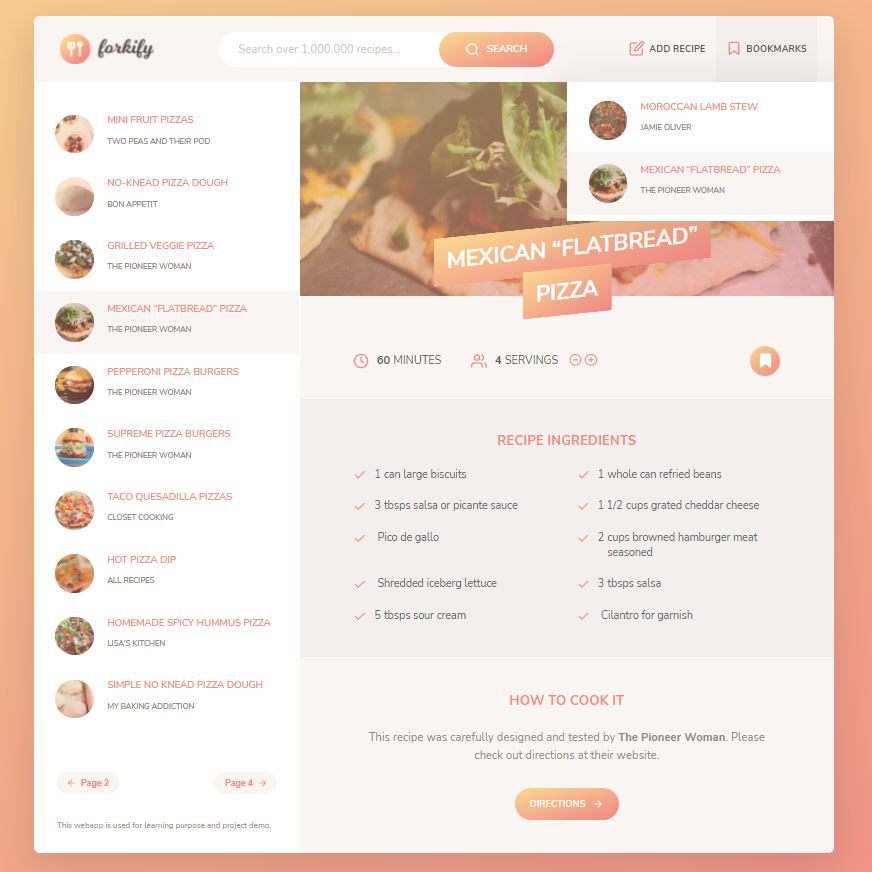 forkify
Search over 1,000,000 recipes...
SEARCH
ADD RECIPE
BOOKMARKS
MINI FRUIT PIZZAS
TWO PEAS AND THEIR POD
NO-KNEAD PIZZA DOUGH
BON APPETIT
GRILLED VEGGIE PIZZA
THE PIONEER WOMAN
MEXICAN “FLATBREAD” PIZZA
THE PIONEER WOMAN
PEPPERONI PIZZA BURGERS
THE PIONEER WOMAN
SUPREME PIZZA BURGERS
THE PIONEER WOMAN
TACO QUESADILLA PIZZAS
CLOSET COOKING
HOT PIZZA DIP
ALL RECIPES
HOMEMADE SPICY HUMMUS PIZZA
LISA'S KITCHEN
SIMPLE NO KNEAD PIZZA DOUGH
MY BAKING ADDICTION
← Page 2
Page 4 →
This webapp is used for learning purpose and project demo.
MOROCCAN LAMB STEW
JAMIE OLIVER
MEXICAN “FLATBREAD” PIZZA
THE PIONEER WOMAN
MEXICAN “FLATBREAD”
PIZZA
60 MINUTES
4 SERVINGS
RECIPE INGREDIENTS
1 can large biscuits
1 whole can refried beans
3 tbsps salsa or picante sauce
1 1/2 cups grated cheddar cheese
Pico de gallo
2 cups browned hamburger meat
seasoned
Shredded iceberg lettuce
3 tbsps salsa
5 tbsps sour cream
Cilantro for garnish
HOW TO COOK IT
This recipe was carefully designed and tested by The Pioneer Woman. Please
check out directions at their website.
DIRECTIONS →